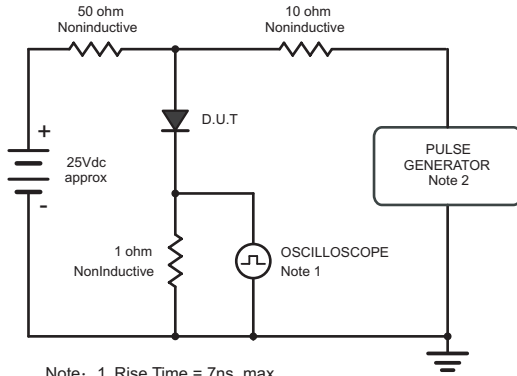 50 ohm
Noninductive
10 ohm
Noninductive
D.U.T
+
25Vdc
approx
-
PULSE
GENERATOR
Note 2
1 ohm
NonInductive
OSCILLOSCOPE
Note 1
Note: 1. Rise Time = 7ns, max.